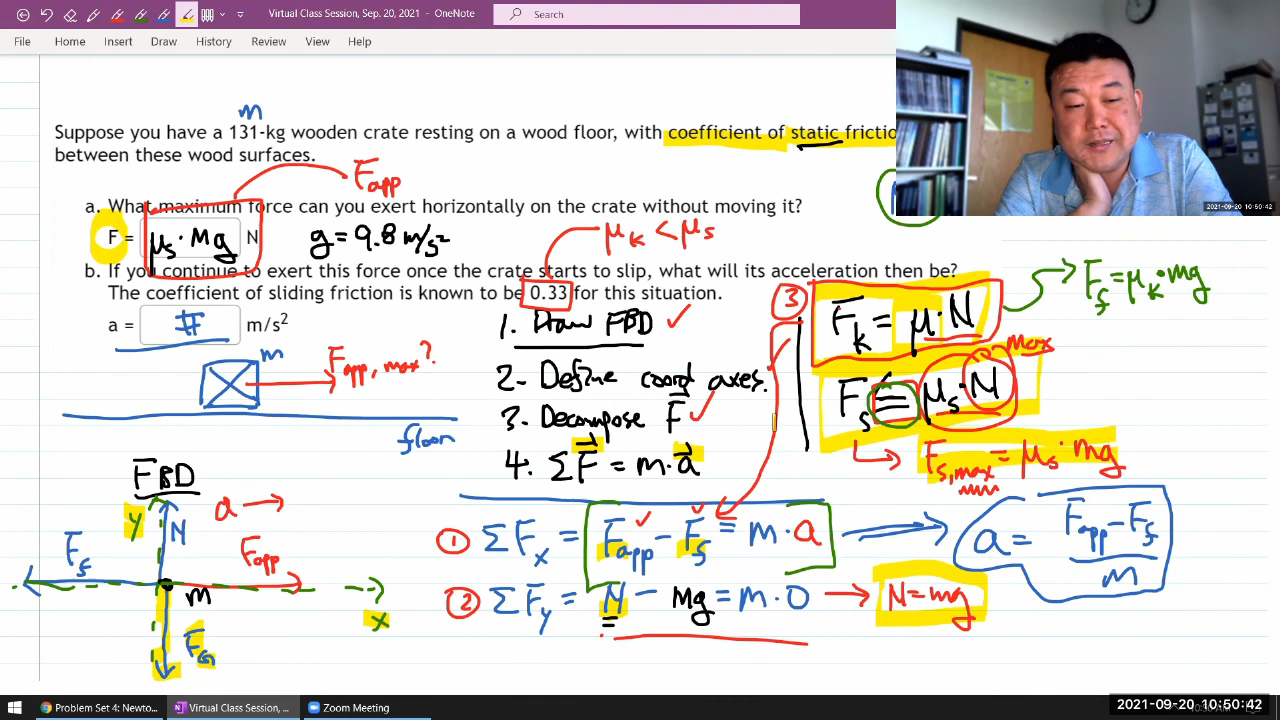 Virtual Class Session, Sep. 20, 2021 - OneNote
Search
File Home Insert Draw History Review View Help
m
Suppose you have a 131-kg wooden crate resting on a wood floor, with coefficient of static frictio
between these wood surfaces.
F app
a. What maximum force can you exert horizontally on the crate without moving it?
F = μs·Mg N
g = 9.8 m/s²
μk < μs
b. If you continue to exert this force once the crate starts to slip, what will its acceleration then be?
The coefficient of sliding friction is known to be 0.33 for this situation.
a = # m/s²
m
F app, max?
floor
1. Draw FBD ✓
2. Define coord axes.
3. Decompose F⃗ ✓
4. ΣF⃗ = m·a⃗
③
Fk = μ·N
Ff = μk·mg
max
Fs ≤ μs·N
Fs,max = μs·mg
FBD
a →
y
N
Ff
Fapp
m
x
FG
① ΣFx = Fapp - Ff = m·a
a = Fapp - Ff / m
② ΣFy = N - Mg = m·0 → N = mg
Problem Set 4: Newto...
Virtual Class Session, ...
Zoom Meeting
2021-09-20 10:50:42
2021-09-20 10:50:42